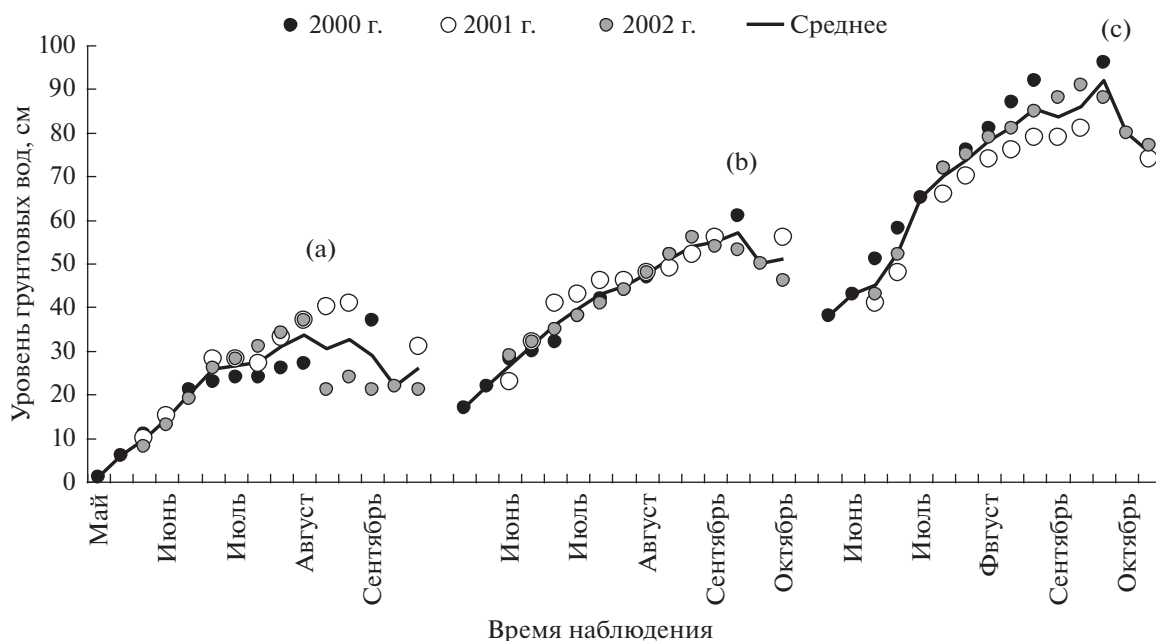 2000 г. 2001 г. 2002 г. Среднее
(c)
(b)
(a)
Уровень грунтовых вод, см
100
90
80
70
60
50
40
30
20
10
0
Май Июнь Июль Август Сентябрь Июнь Июль Август Сентябрь Октябрь Июнь Июль Фвгуст Сентябрь Октябрь
Время наблюдения